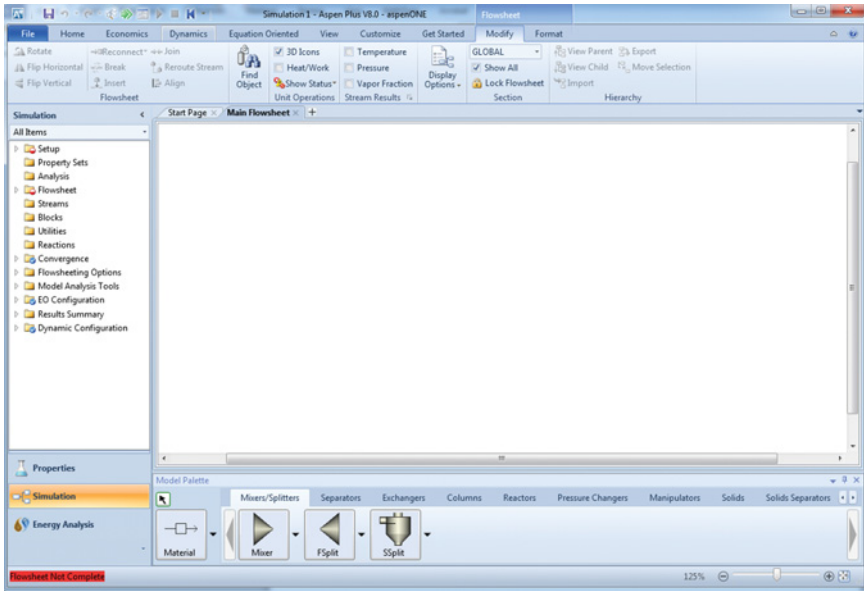 Simulation 1 - Aspen Plus V8.0 - aspenONE
Flowsheet
File Home Economics Dynamics Equation Oriented View Customize Get Started Modify Format
Rotate Reconnect Join 3D Icons Temperature GLOBAL View Parent Export
Flip Horizontal Break Reroute Stream Heat/Work Pressure Show All View Child Move Selection
Flip Vertical Insert Align Find Object Show Status Vapor Fraction Display Options Lock Flowsheet Import
Flowsheet Unit Operations Stream Results Section Hierarchy
Simulation
Start Page Main Flowsheet +
All Items
Setup
Property Sets
Analysis
Flowsheet
Streams
Blocks
Utilities
Reactions
Convergence
Flowsheeting Options
Model Analysis Tools
EO Configuration
Results Summary
Dynamic Configuration
Properties
Simulation
Energy Analysis
Model Palette
Mixers/Splitters Separators Exchangers Columns Reactors Pressure Changers Manipulators Solids Solids Separators
Material Mixer FSplit SSplit
Flowsheet Not Complete
125%